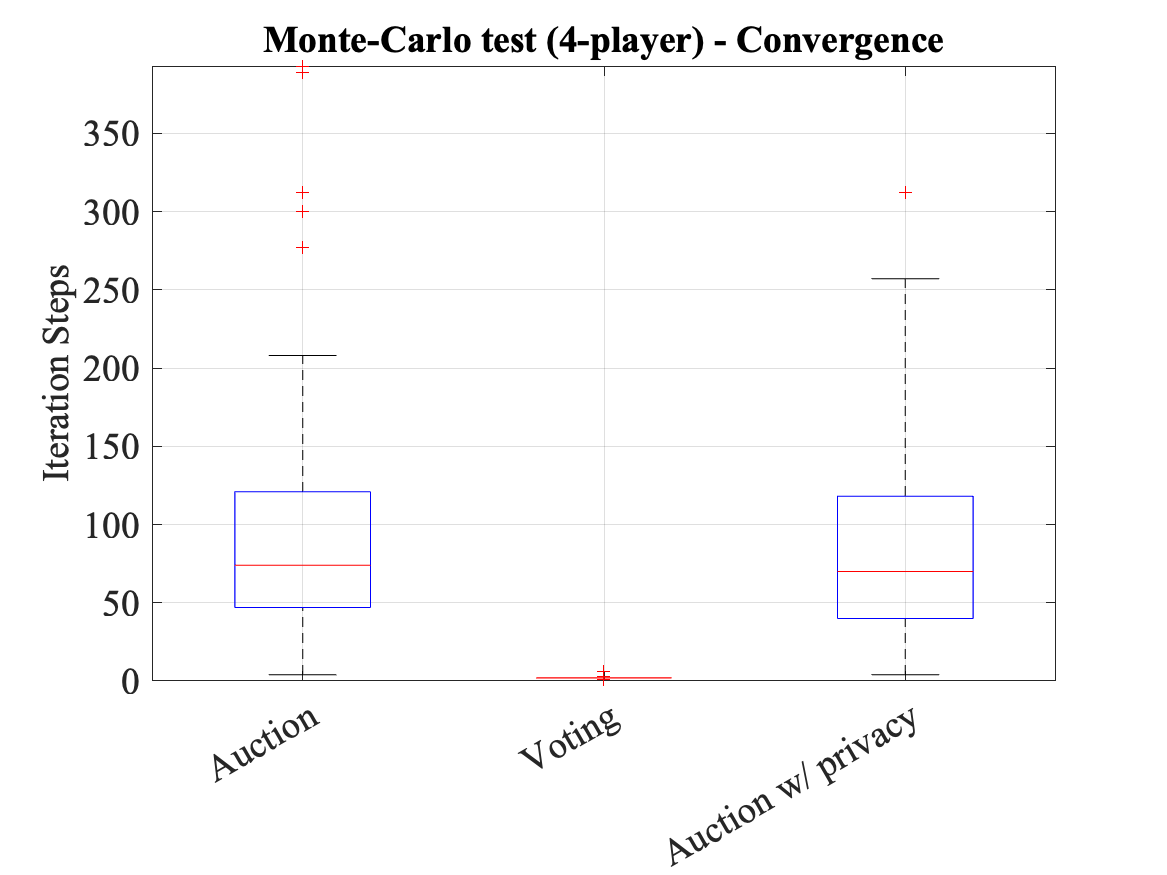 Monte-Carlo test (4-player) - Convergence
Iteration Steps
350
300
250
200
150
100
50
0
Auction
Voting
Auction w/ privacy